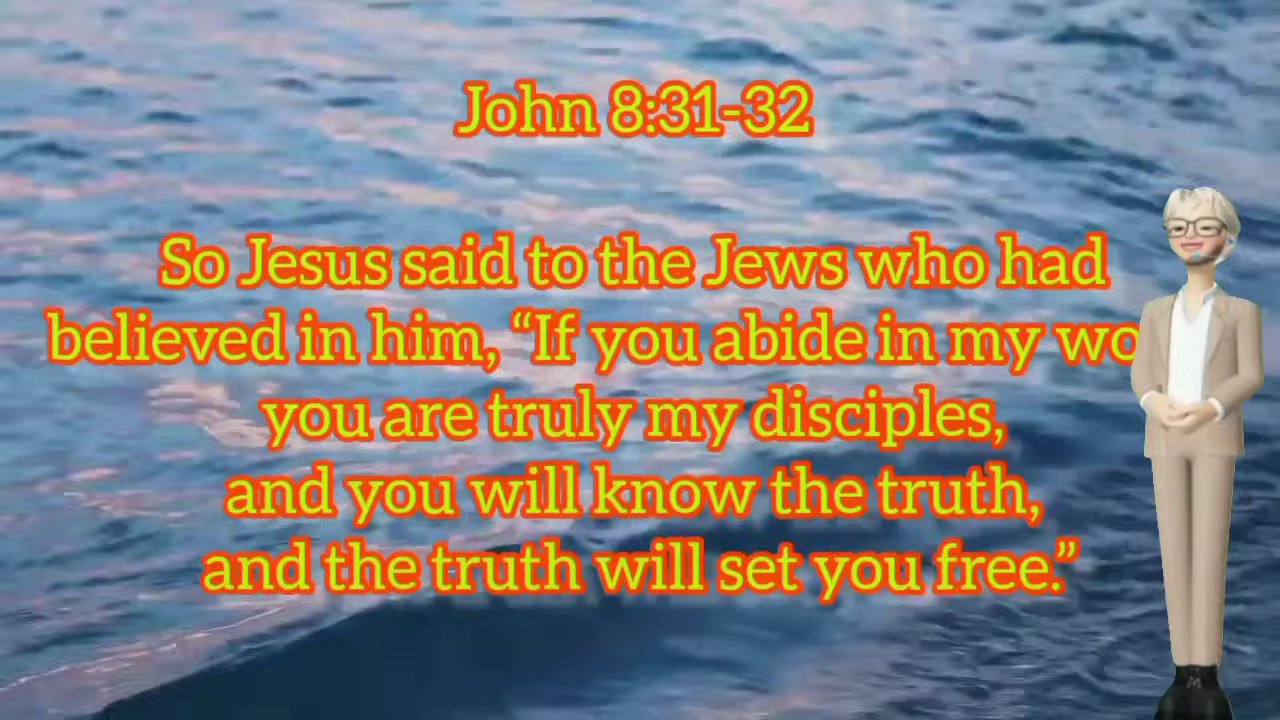 John 8:31-32
So Jesus said to the Jews who had
believed in him, “If you abide in my
you are truly my disciples,
and you will know the truth,
and the truth will set you free.”